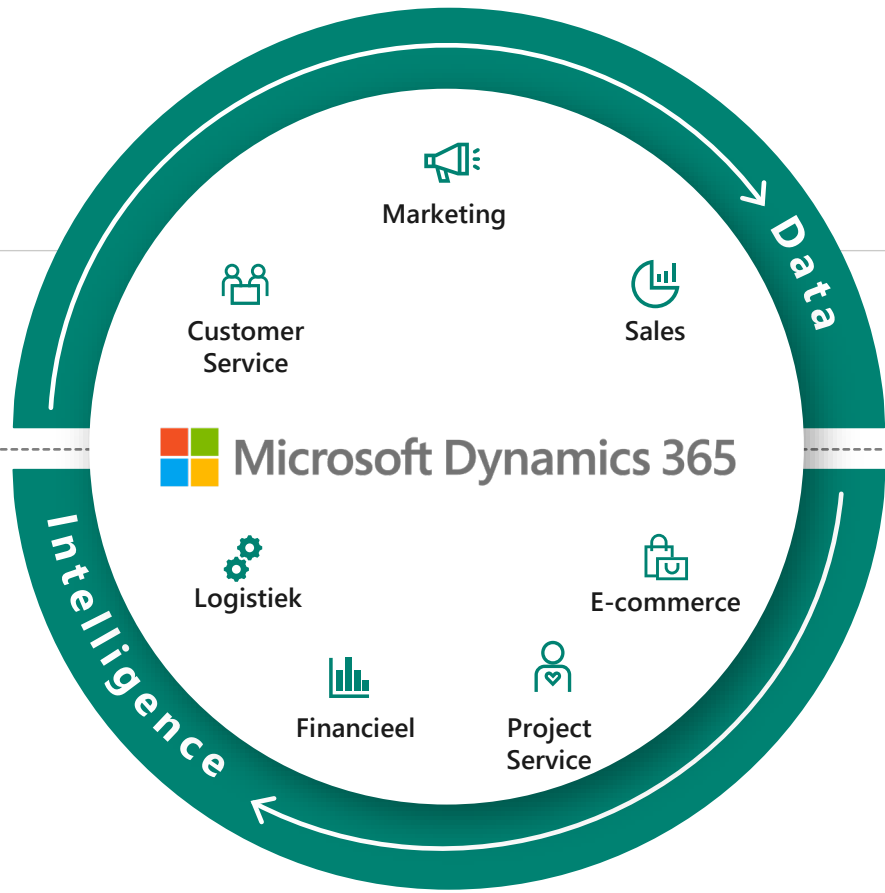 Marketing
Data
Customer
Service
Sales
Microsoft Dynamics 365
Intelligence
Logistiek
E-commerce
Financieel
Project
Service